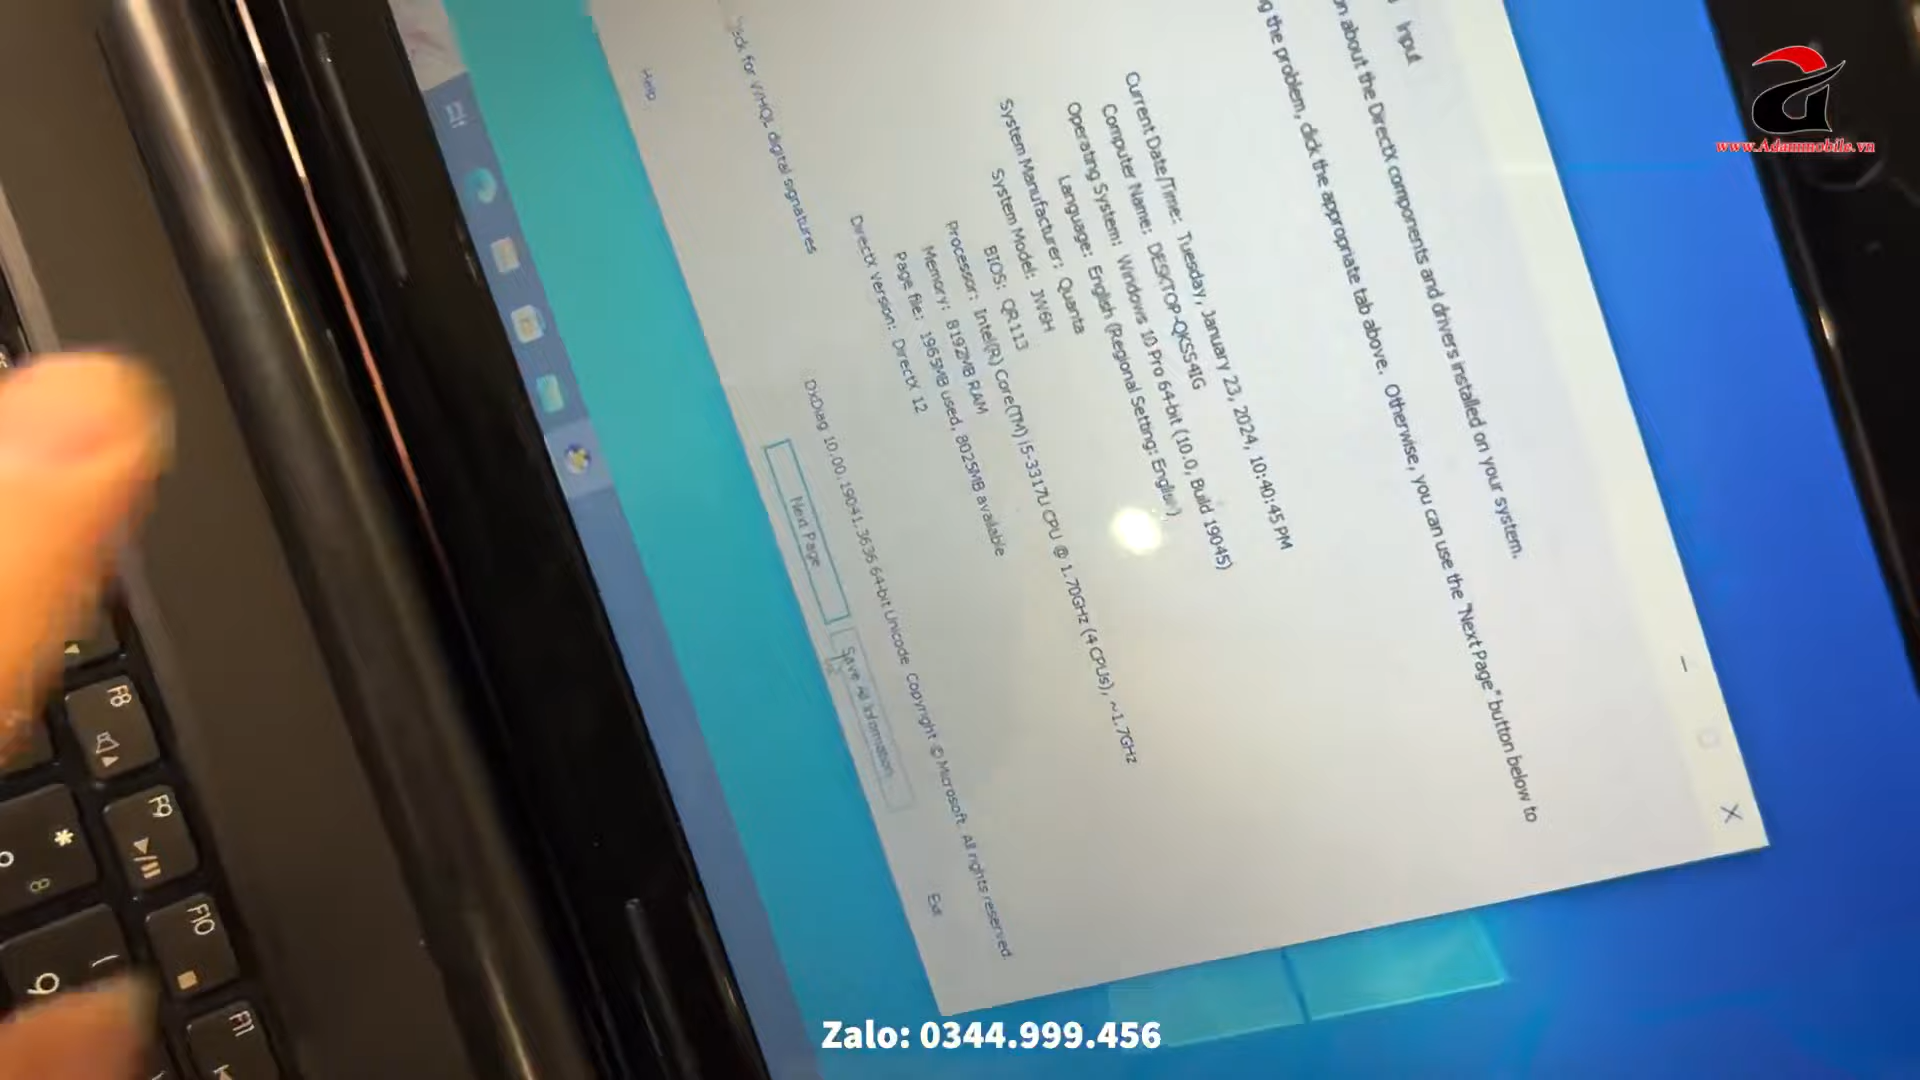 www.Adammobile.vn
Input
on about the DirectX components and drivers installed on your system.
the problem, click the appropriate tab above. Otherwise, you can use the "Next Page" button below to
Current Date/Time: Tuesday, January 23, 2024, 10:40:45 PM
Computer Name: DESKTOP-QKS54IG
Operating System: Windows 10 Pro 64-bit (10.0, Build 19045)
Language: English (Regional Setting: English)
System Manufacturer: Quanta
System Model: JW6H
BIOS: QR113
Processor: Intel(R) Core(TM) i5-3317U CPU @ 1.70GHz (4 CPUs), ~1.7GHz
Memory: 8192MB RAM
Page file: 1965MB used, 8025MB available
DirectX Version: DirectX 12
for WHQL digital signatures
DxDiag 10.00.19041.3636 64-bit Unicode Copyright © Microsoft. All rights reserved.
Help
Next Page
Save All Information
Exit
F8
F9
F10
F11
*
8
(
9
Zalo: 0344.999.456